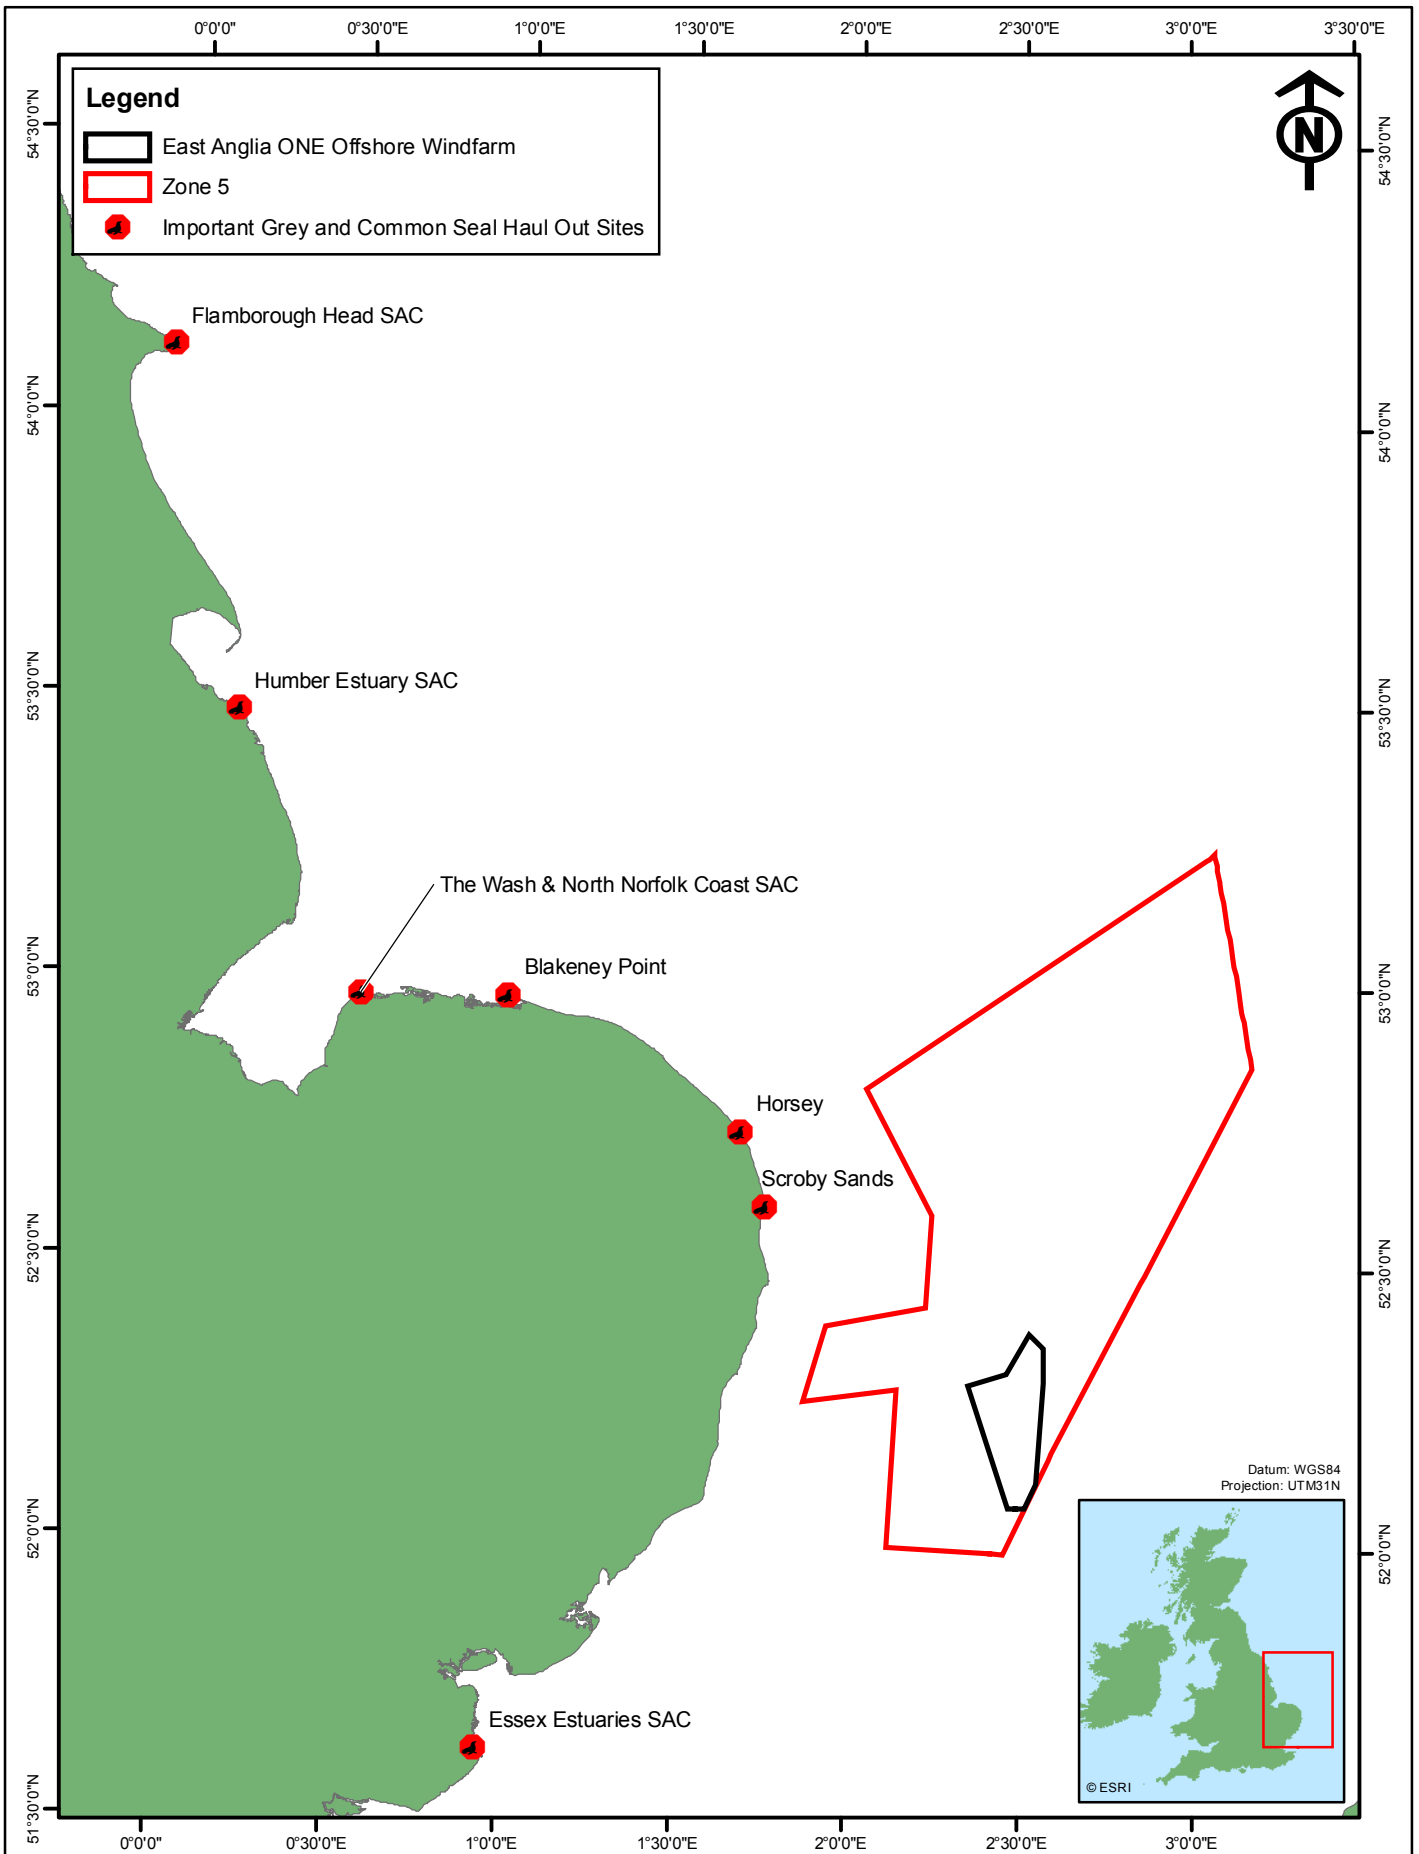 0°0'0"
0°30'0"E
1°0'0"E
1°30'0"E
2°0'0"E
2°30'0"E
3°0'0"E
3°30'0"E
Legend
East Anglia ONE Offshore Windfarm
Zone 5
Important Grey and Common Seal Haul Out Sites
N
54°30'0"N
54°30'0"N
Flamborough Head SAC
54°0'0"N
54°0'0"N
Humber Estuary SAC
53°30'0"N
53°30'0"N
The Wash & North Norfolk Coast SAC
Blakeney Point
53°0'0"N
53°0'0"N
Horsey
Scroby Sands
52°30'0"N
52°30'0"N
Datum: WGS84
Projection: UTM31N
52°0'0"N
52°0'0"N
Essex Estuaries SAC
© ESRI
51°30'0"N
0°0'0"
0°30'0"E
1°0'0"E
1°30'0"E
2°0'0"E
2°30'0"E
3°0'0"E